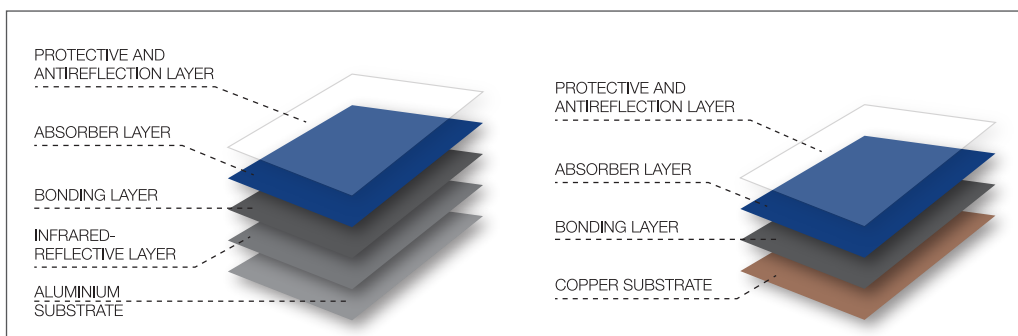 PROTECTIVE AND
ANTIREFLECTION LAYER
ABSORBER LAYER
BONDING LAYER
INFRARED-
REFLECTIVE LAYER
ALUMINIUM
SUBSTRATE
PROTECTIVE AND
ANTIREFLECTION LAYER
ABSORBER LAYER
BONDING LAYER
COPPER SUBSTRATE